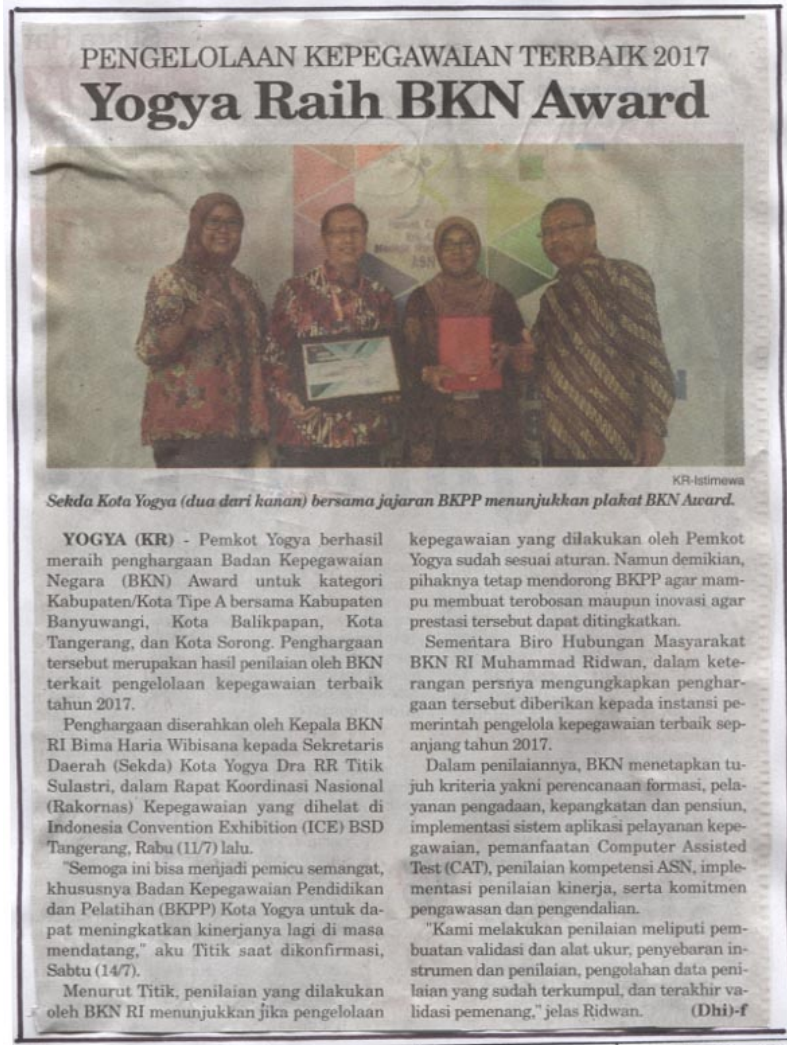 PENGELOLAAN KEPEGAWAIAN TERBAIK 2017
Yogya Raih BKN Award
ASN
KR-Istimewa
Sekda Kota Yogya (dua dari kanan) bersama jajaran BKPP menunjukkan plakat BKN Award.
YOGYA (KR) - Pemkot Yogya berhasil
meraih penghargaan Badan Kepegawaian
Negara (BKN) Award untuk kategori
Kabupaten/Kota Tipe A bersama Kabupaten
Banyuwangi, Kota Balikpapan, Kota
Tangerang, dan Kota Sorong. Penghargaan
tersebut merupakan hasil penilaian oleh BKN
terkait pengelolaan kepegawaian terbaik
tahun 2017.
Penghargaan diserahkan oleh Kepala BKN
RI Bima Haria Wibisana kepada Sekretaris
Daerah (Sekda) Kota Yogya Dra RR Titik
Sulastri, dalam Rapat Koordinasi Nasional
(Rakornas) Kepegawaian yang dihelat di
Indonesia Convention Exhibition (ICE) BSD
Tangerang, Rabu (11/7) lalu.
"Semoga ini bisa menjadi pemicu semangat,
khususnya Badan Kepegawaian Pendidikan
dan Pelatihan (BKPP) Kota Yogya untuk da-
pat meningkatkan kinerjanya lagi di masa
mendatang," aku Titik saat dikonfirmasi,
Sabtu (14/7).
Menurut Titik, penilaian yang dilakukan
oleh BKN RI menunjukkan jika pengelolaan
kepegawaian yang dilakukan oleh Pemkot
Yogya sudah sesuai aturan. Namun demikian,
pihaknya tetap mendorong BKPP agar mam-
pu membuat terobosan maupun inovasi agar
prestasi tersebut dapat ditingkatkan.
Sementara Biro Hubungan Masyarakat
BKN RI Muhammad Ridwan, dalam kete-
rangan persnya mengungkapkan penghar-
gaan tersebut diberikan kepada instansi pe-
merintah pengelola kepegawaian terbaik sep-
anjang tahun 2017.
Dalam penilaiannya, BKN menetapkan tu-
juh kriteria yakni perencanaan formasi, pela-
yanan pengadaan, kepangkatan dan pensiun,
implementasi sistem aplikasi pelayanan kepe-
gawaian, pemanfaatan Computer Assisted
Test (CAT), penilaian kompetensi ASN, imple-
mentasi penilaian kinerja, serta komitmen
pengawasan dan pengendalian.
"Kami melakukan penilaian meliputi pem-
buatan validasi dan alat ukur, penyebaran in-
strumen dan penilaian, pengolahan data peni-
laian yang sudah terkumpul, dan terakhir va-
lidasi pemenang," jelas Ridwan. (Dhi)-f